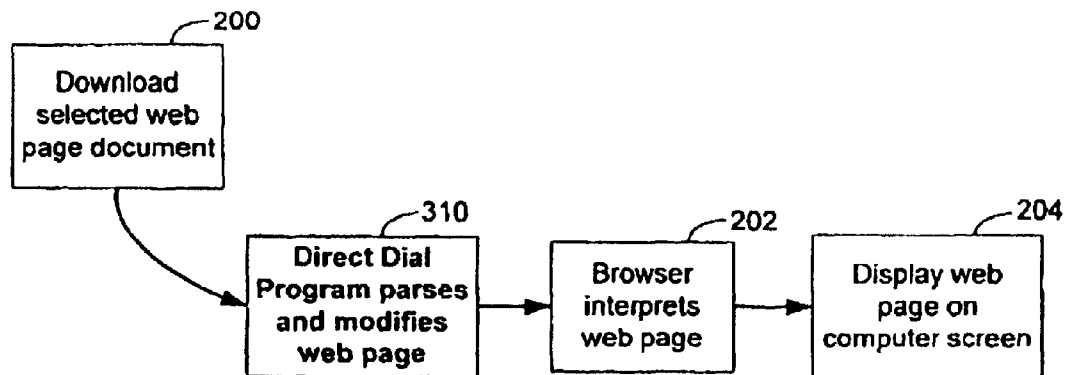 200
Download
selected web
page document
310
Direct Dial
Program parses
and modifies
web page
202
Browser
interprets
web page
204
Display web
page on
computer screen